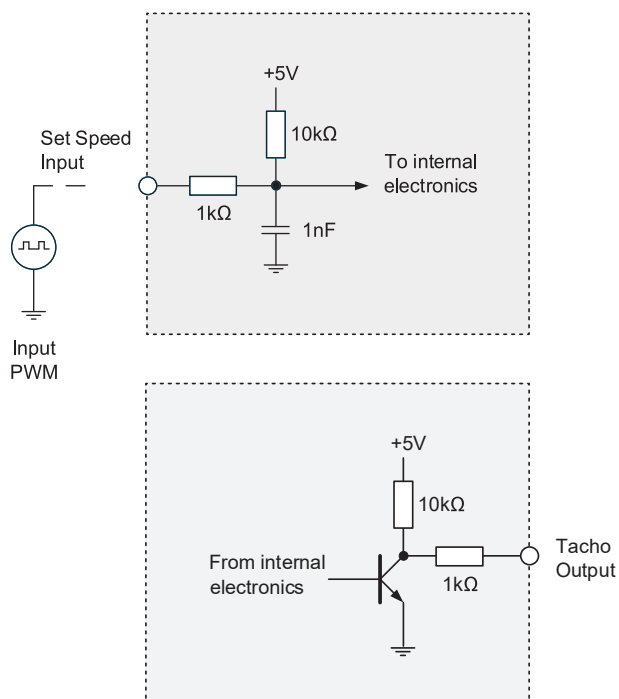 +5V
10kΩ
Set Speed
Input
To internal
electronics
1kΩ
1nF
Input
PWM
+5V
10kΩ
From internal
electronics
1kΩ
Tacho
Output